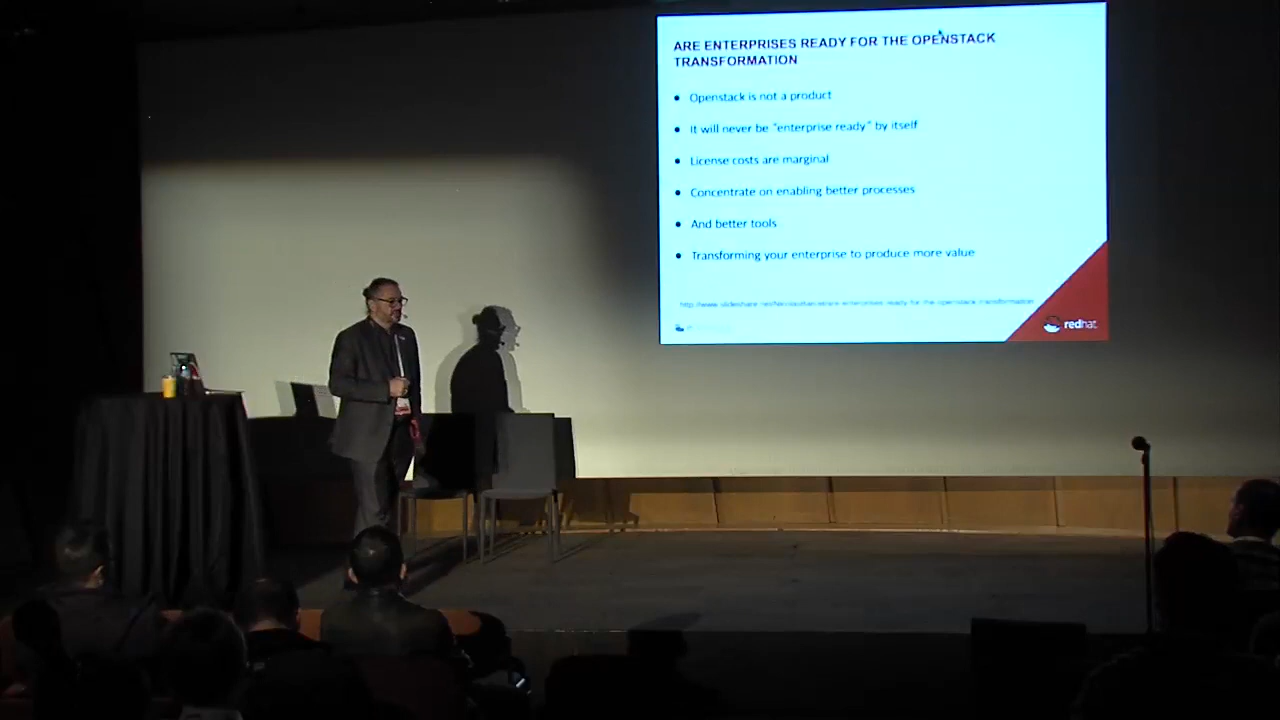 ARE ENTERPRISES READY FOR THE OPENSTACK
TRANSFORMATION
Openstack is not a product
It will never be "enterprise ready" by itself
License costs are marginal
Concentrate on enabling better processes
And better tools
Transforming your enterprise to produce more value
redhat